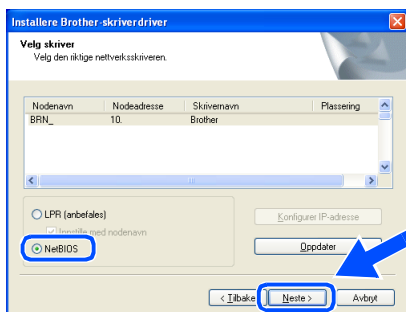 Installere Brother-skriverdriver
Velg skriver
Velg den riktige nettverksskriveren.
Nodenavn Nodeadresse Skrivernavn Plassering
BRN_ 10. Brother
LPR (anbefales)
Innstille med nodenavn
NetBIOS
Konfigurer IP-adresse
Oppdater
< Tilbake Neste > Avbryt